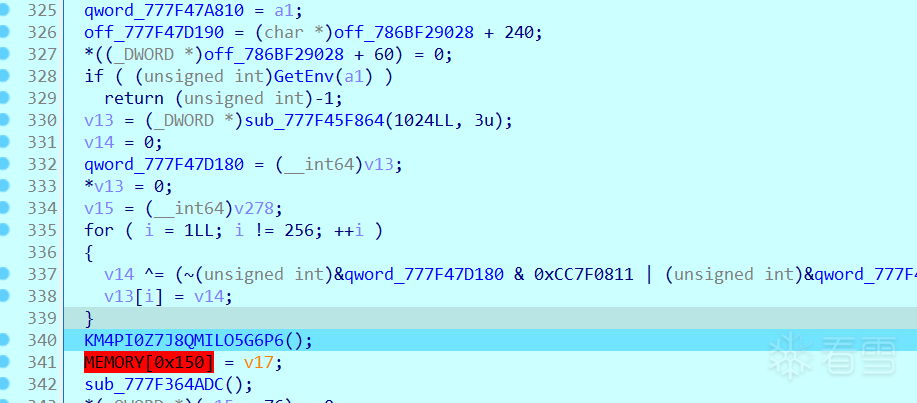 325 qword_777F47A810 = a1;
326 off_777F47D190 = (char *)off_786BF29028 + 240;
327 *((_DWORD *)off_786BF29028 + 60) = 0;
328 if ( (unsigned int)GetEnv(a1) )
329 return (unsigned int)-1;
330 v13 = (_DWORD *)sub_777F45F864(1024LL, 3u);
331 v14 = 0;
332 qword_777F47D180 = (__int64)v13;
333 *v13 = 0;
334 v15 = (__int64)v278;
335 for ( i = 1LL; i != 256; ++i )
336 {
337 v14 ^= (~(unsigned int)&qword_777F47D180 & 0xCC7F0811 | (unsigned int)&qword_777F4
338 v13[i] = v14;
339 }
340 KM4PI0Z7J8QMILO5G6P6();
341 MEMORY[0x150] = v17;
342 sub_777F364ADC();
看雪